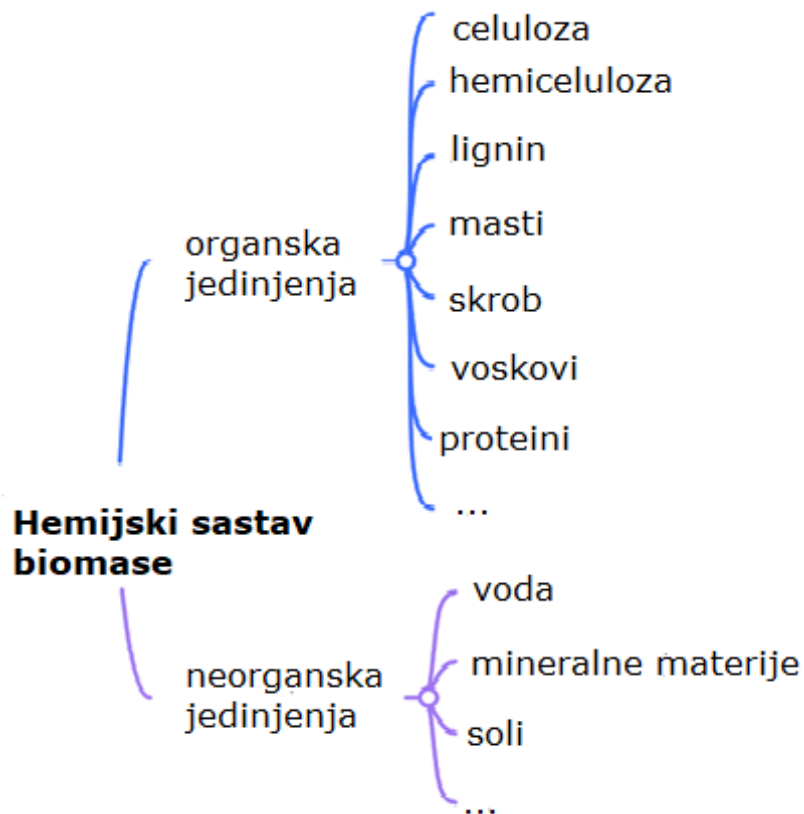 celuloza
hemiceluloza
lignin
masti
organska
jedinjenja
skrob
voskovi
proteini
...
Hemijski sastav
biomase
voda
mineralne materije
neorganska
jedinjenja
soli
...